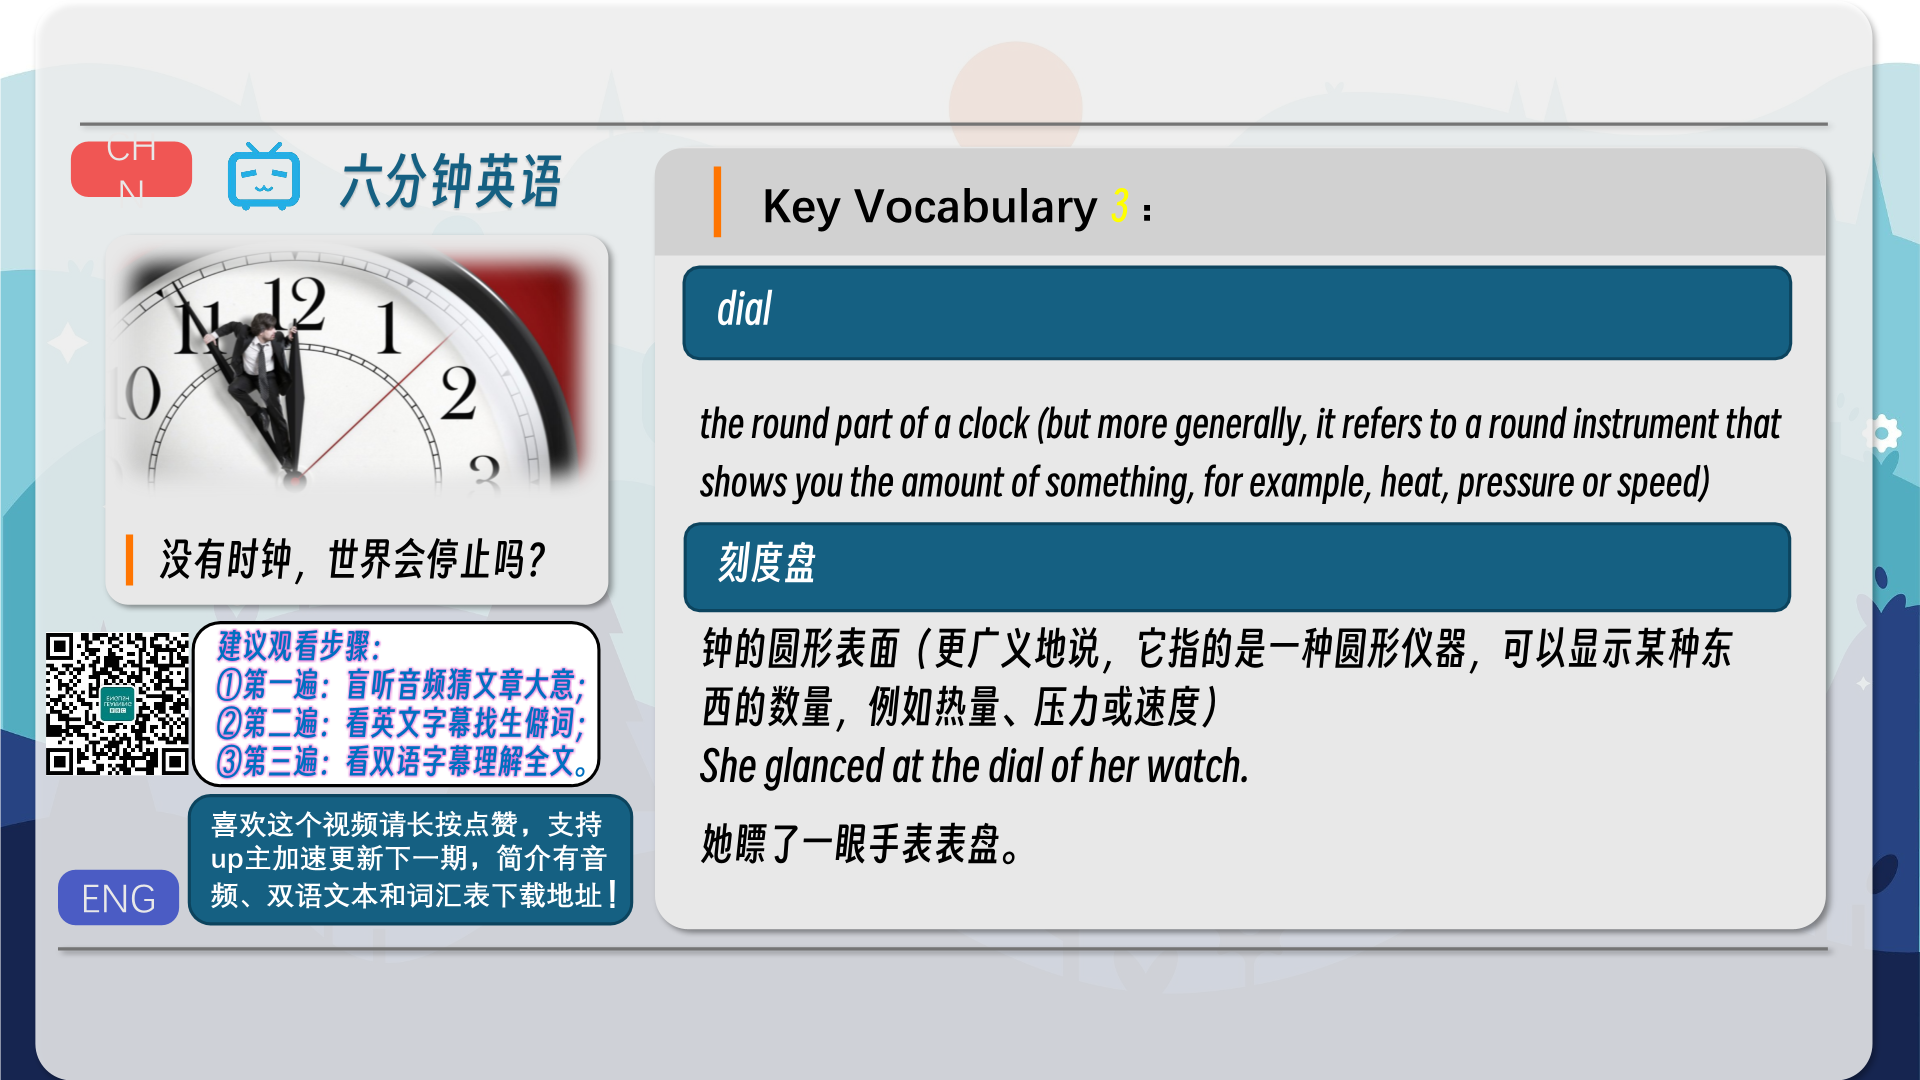 CH
N
六分钟英语
12
11
1
10
2
3
没有时钟，世界会停止吗？
建议观看步骤：
①第一遍：盲听音频猜文章大意；
②第二遍：看英文字幕找生僻词；
③第三遍：看双语字幕理解全文。
喜欢这个视频请长按点赞，支持
up主加速更新下一期，简介有音
频、双语文本和词汇表下载地址！
ENG
Key Vocabulary 3：
dial
the round part of a clock (but more generally, it refers to a round instrument that
shows you the amount of something, for example, heat, pressure or speed)
刻度盘
钟的圆形表面（更广义地说，它指的是一种圆形仪器，可以显示某种东
西的数量，例如热量、压力或速度）
She glanced at the dial of her watch.
她瞟了一眼手表表盘。